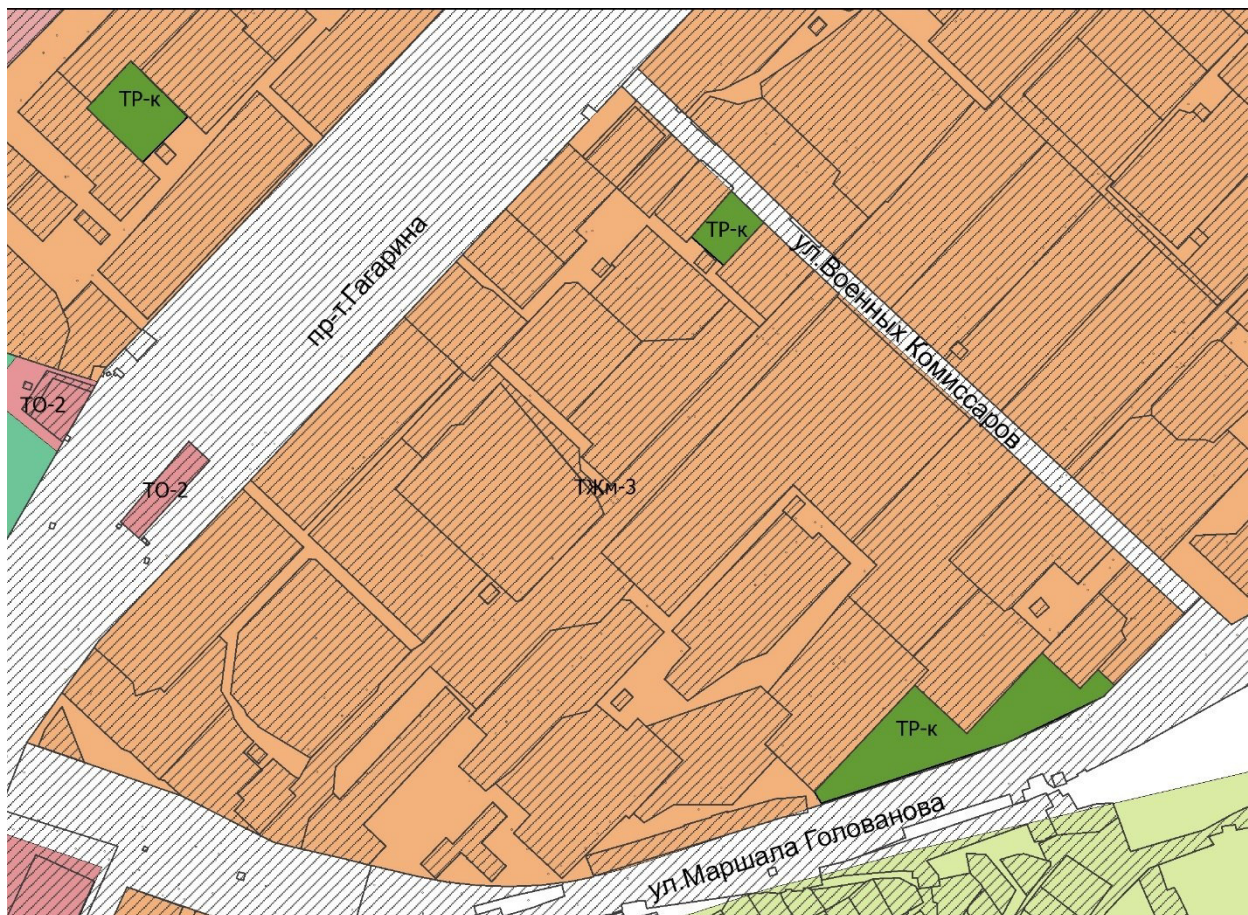 ТР-к
ТР-к
ул.Военных Комиссаров
пр-т.Гагарина
ТО-2
ТО-2
ТЖм-3
ТР-к
ул.Маршала Голованова